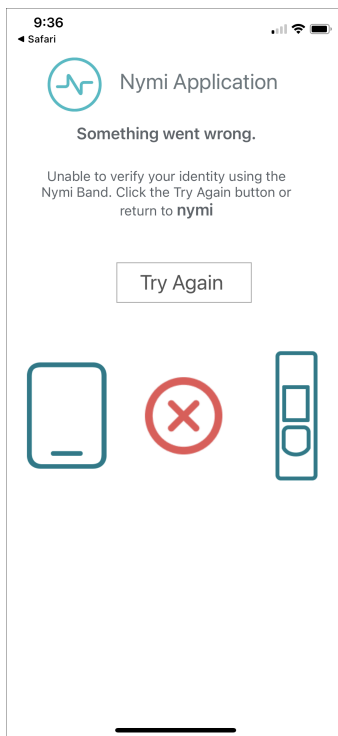 9:36
◀ Safari
Nymi Application
Something went wrong.
Unable to verify your identity using the
Nymi Band. Click the Try Again button or
return to nymi
Try Again